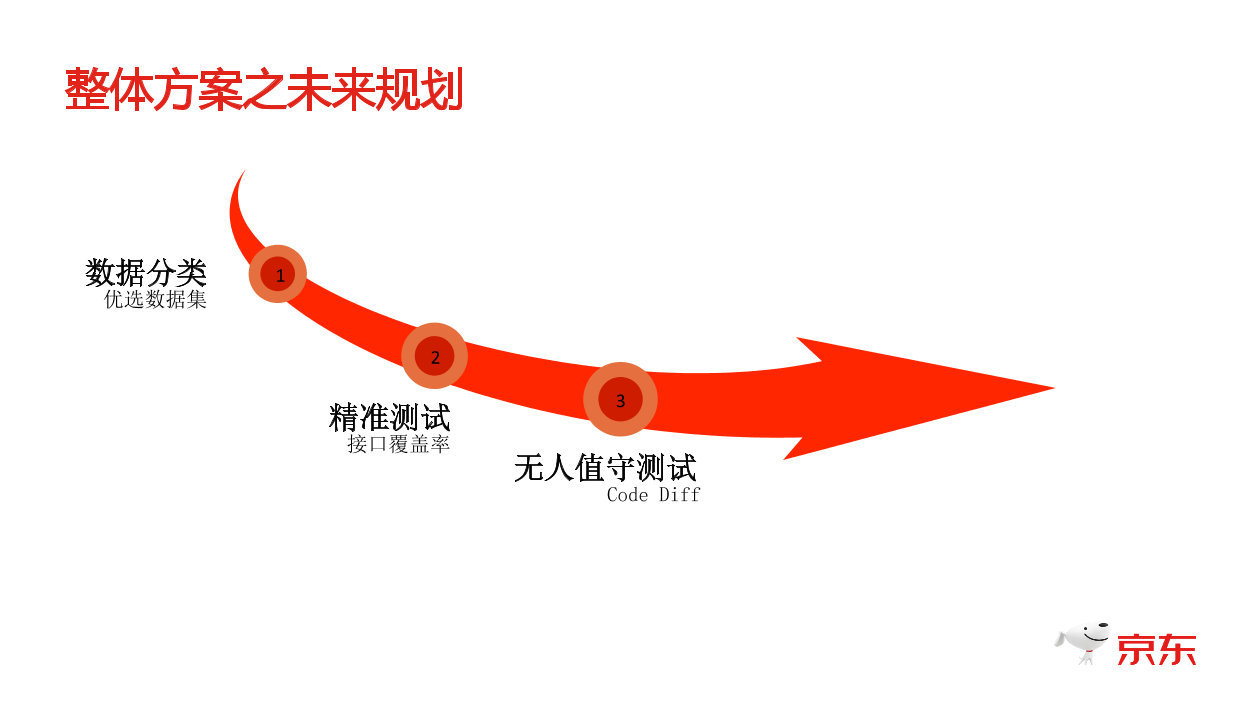 整体方案之未来规划
1
数据分类
优选数据集
2
精准测试
接口覆盖率
3
无人值守测试
Code Diff
京东